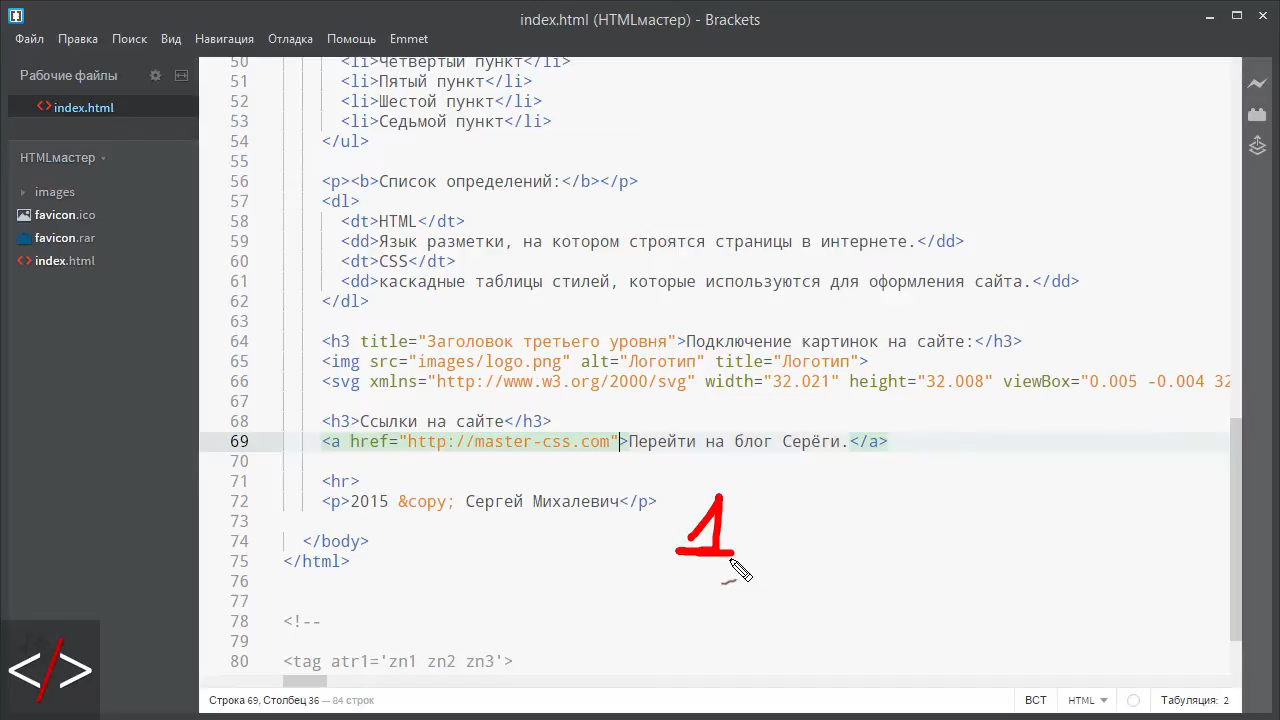 index.html (HTMLмастер) - Brackets
Файл Правка Поиск Вид Навигация Отладка Помощь Emmet
Рабочие файлы
index.html
HTMLмастер
images
favicon.ico
favicon.rar
index.html
50 <li>Четвертый пункт</li>
51 <li>Пятый пункт</li>
52 <li>Шестой пункт</li>
53 <li>Седьмой пункт</li>
54 </ul>
55
56 <p><b>Список определений:</b></p>
57 <dl>
58 <dt>HTML</dt>
59 <dd>Язык разметки, на котором строятся страницы в интернете.</dd>
60 <dt>CSS</dt>
61 <dd>каскадные таблицы стилей, которые используются для оформления сайта.</dd>
62 </dl>
63
64 <h3 title="Заголовок третьего уровня">Подключение картинок на сайте:</h3>
65 <img src="images/logo.png" alt="Логотип" title="Логотип">
66 <svg xmlns="http://www.w3.org/2000/svg" width="32.021" height="32.008" viewBox="0.005 -0.004 32
67
68 <h3>Ссылки на сайте</h3>
69 <a href="http://master-css.com">Перейти на блог Серёги.</a>
70
71 <hr>
72 <p>2015 &copy; Сергей Михалевич</p>
73
74 </body>
75 </html>
76
77
78 <!--
79
80 <tag atr1='zn1 zn2 zn3'>
1
</>
Строка 69, Столбец 36 — 84 строк
ВСТ HTML Табуляция: 2